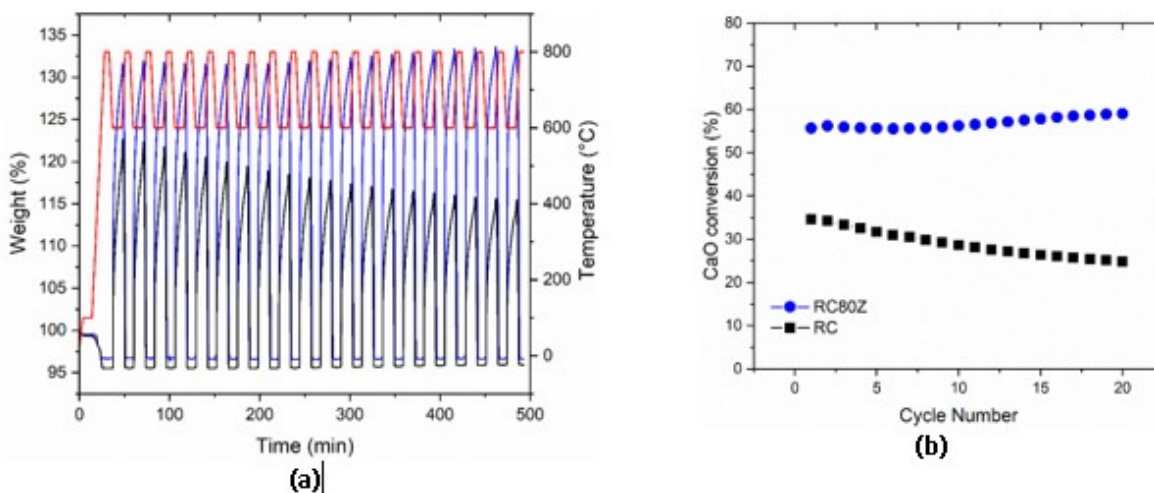 135
130
125
120
115
110
105
100
95
Weight (%)
800
600
400
200
0
Temperature (°C)
0 100 200 300 400 500
Time (min)
(a)
80
70
60
50
40
30
20
10
0
CaO conversion (%)
RC80Z
RC
0 5 10 15 20
Cycle Number
(b)